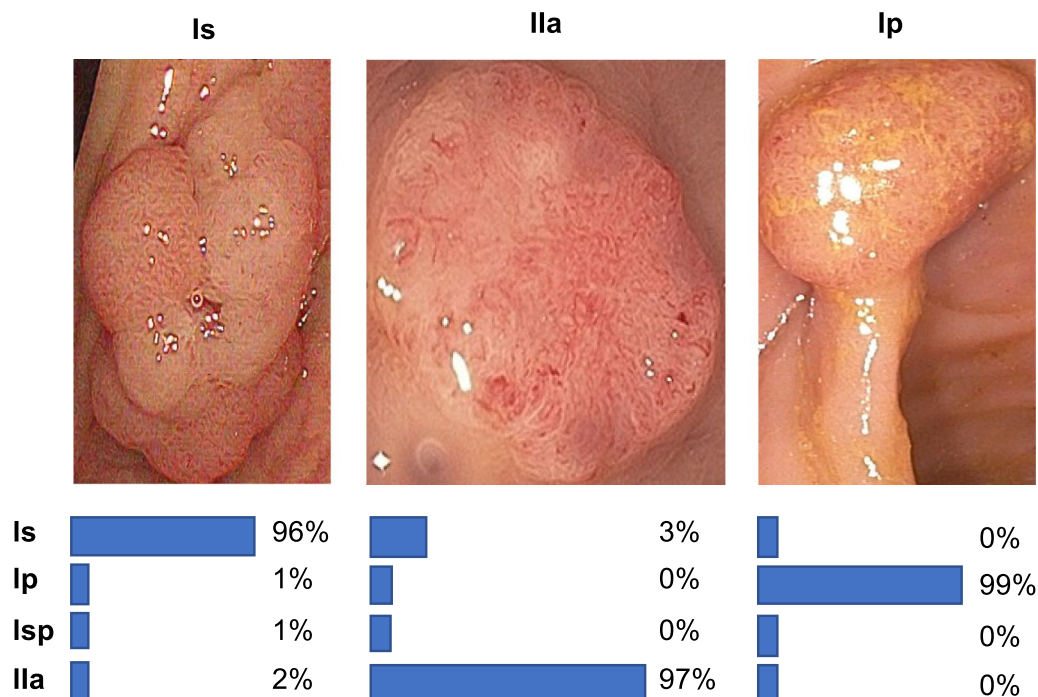 Is IIa Ip
Is 96% 3% 0%
Ip 1% 0% 99%
Isp 1% 0% 0%
IIa 2% 97% 0%